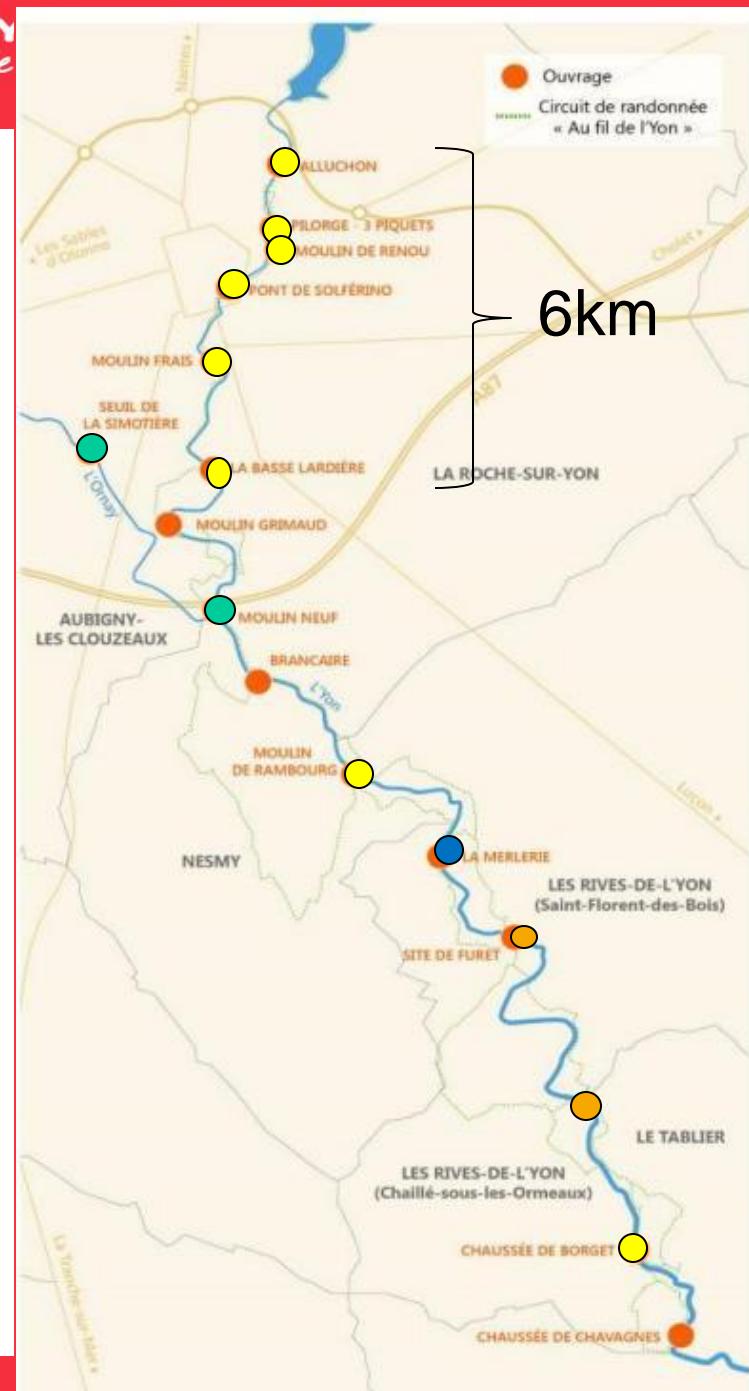 Ouvrage
Circuit de randonnée
« Au fil de l'Yon »
Nantes
ALLUCHON
PILORGE - 3 PIQUETS
Les Sables
d'Olonne
MOULIN DE RENOU
Cholet
PONT DE SOLFÉRINO
6km
MOULIN FRAIS
A87
SEUIL DE
LA SIMOTIÈRE
LA BASSE LARDIÈRE
LA ROCHE-SUR-YON
L'Ornay
MOULIN GRIMAUD
AUBIGNY-
LES CLOUZEAUX
MOULIN NEUF
BRANCAIRE
L'Yon
MOULIN
DE RAMBOURG
Luçon
NESMY
LA MERLERIE
LES RIVES-DE-L'YON
(Saint-Florent-des-Bois)
SITE DE FURET
LE TABLIER
LES RIVES-DE-L'YON
(Chaillé-sous-les-Ormeaux)
La Tranche-sur-Mer
CHAUSSÉE DE BORGET
CHAUSSÉE DE CHAVAGNES